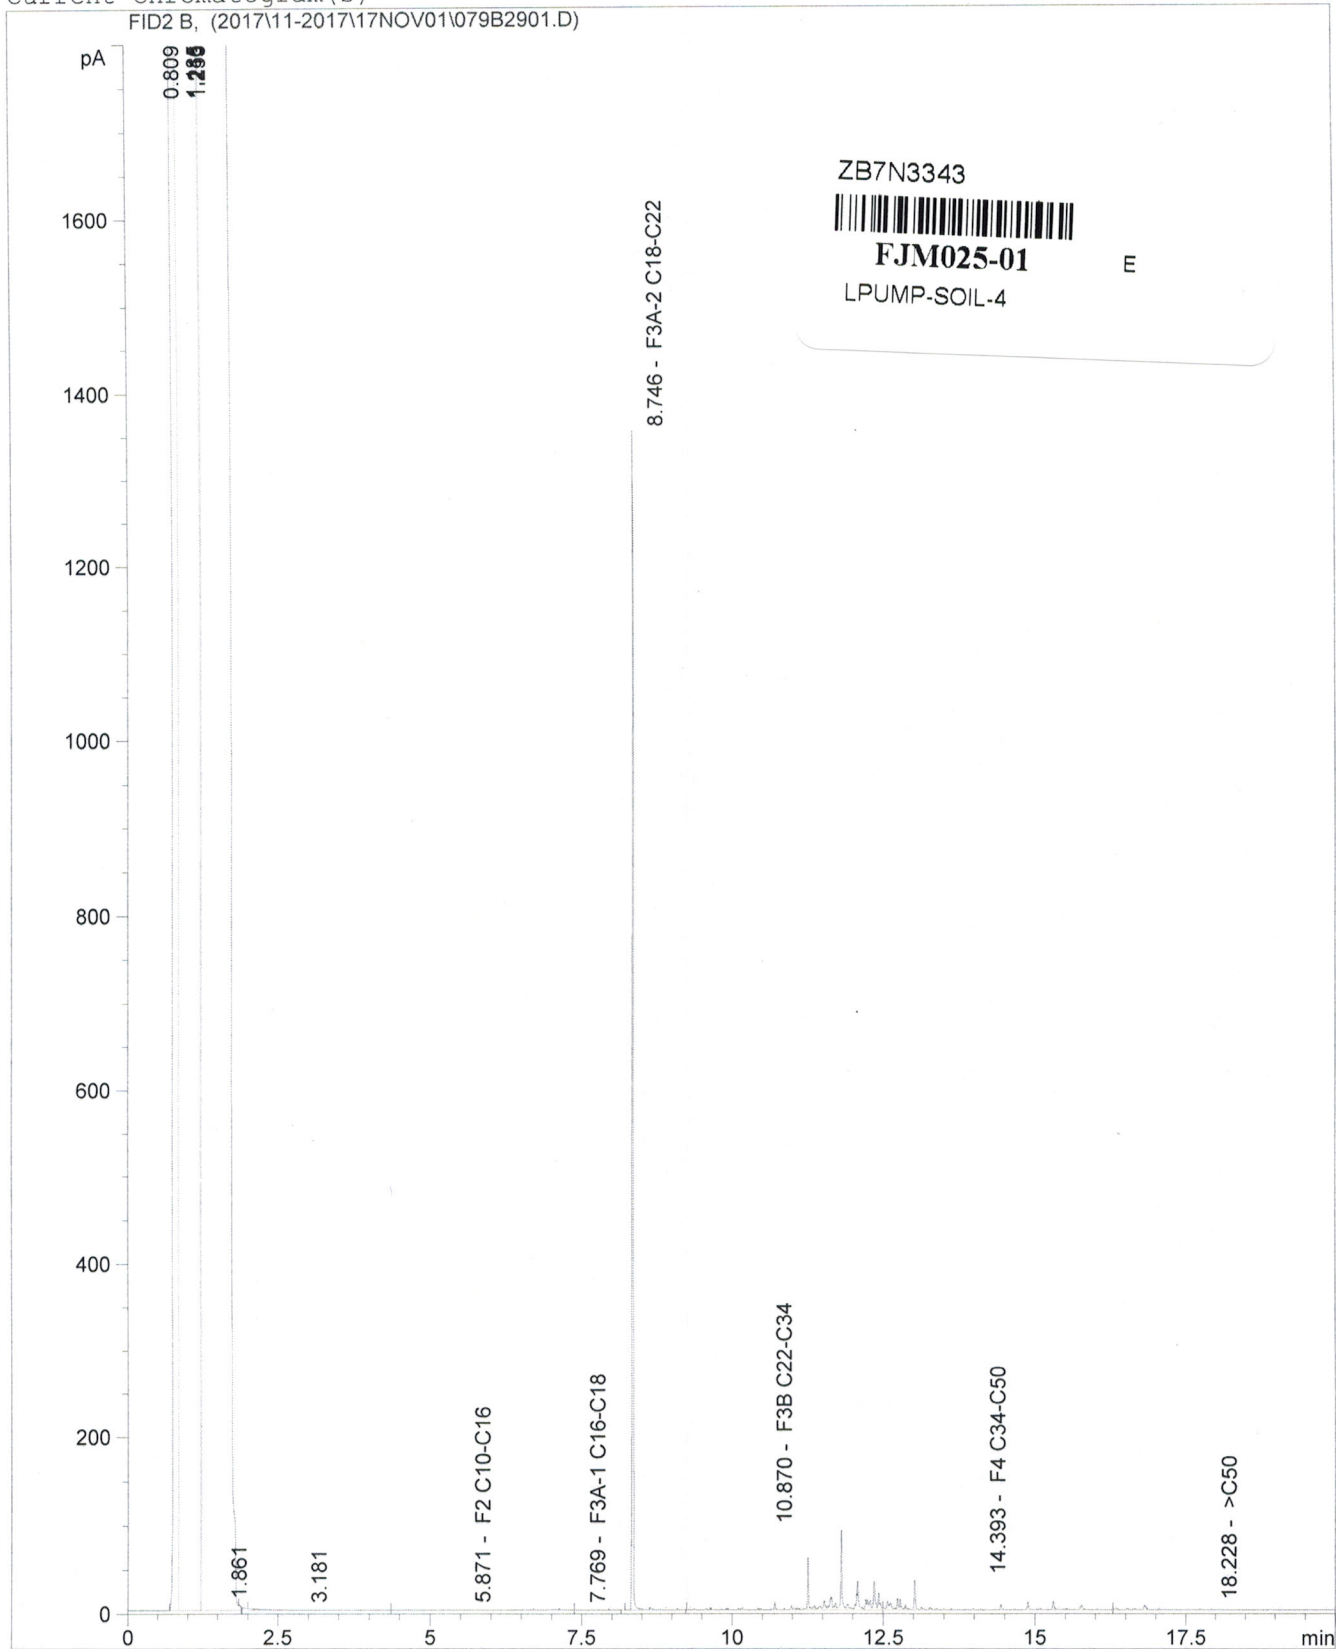 FID2 B, (2017\11-2017\17NOV01\079B2901.D)
pA
0.809
1600
1400
1200
1000
800
600
400
200
0
ZB7N3343
FJM025-01
E
LPUMP-SOIL-4
8.746 - F3A-2 C18-C22
1.861
3.181
5.871 - F2 C10-C16
7.769 - F3A-1 C16-C18
10.870 - F3B C22-C34
14.393 - F4 C34-C50
18.228 - >C50
0 2.5 5 7.5 10 12.5 15 17.5 min